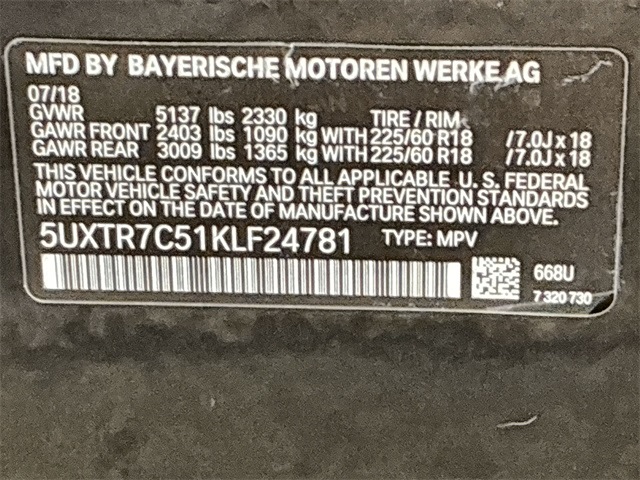 MFD BY BAYERISCHE MOTOREN WERKE AG
07/18
GVWR 5137 lbs 2330 kg TIRE / RIM
GAWR FRONT 2403 lbs 1090 kg WITH 225/60 R18 /7.0J x 18
GAWR REAR 3009 lbs 1365 kg WITH 225/60 R18 /7.0J x 18
THIS VEHICLE CONFORMS TO ALL APPLICABLE U. S. FEDERAL
MOTOR VEHICLE SAFETY AND THEFT PREVENTION STANDARDS
IN EFFECT ON THE DATE OF MANUFACTURE SHOWN ABOVE.
5UXTR7C51KLF24781 TYPE: MPV
668U
7 320 730